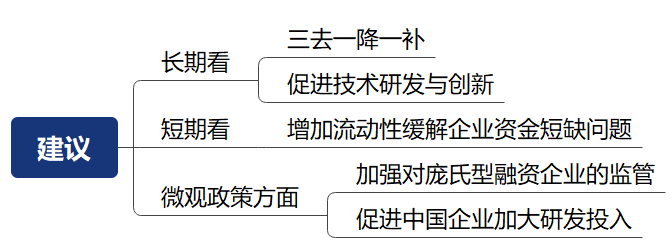 建议
长期看
三去一降一补
促进技术研发与创新
短期看
增加流动性缓解企业资金短缺问题
微观政策方面
加强对庞氏型融资企业的监管
促进中国企业加大研发投入